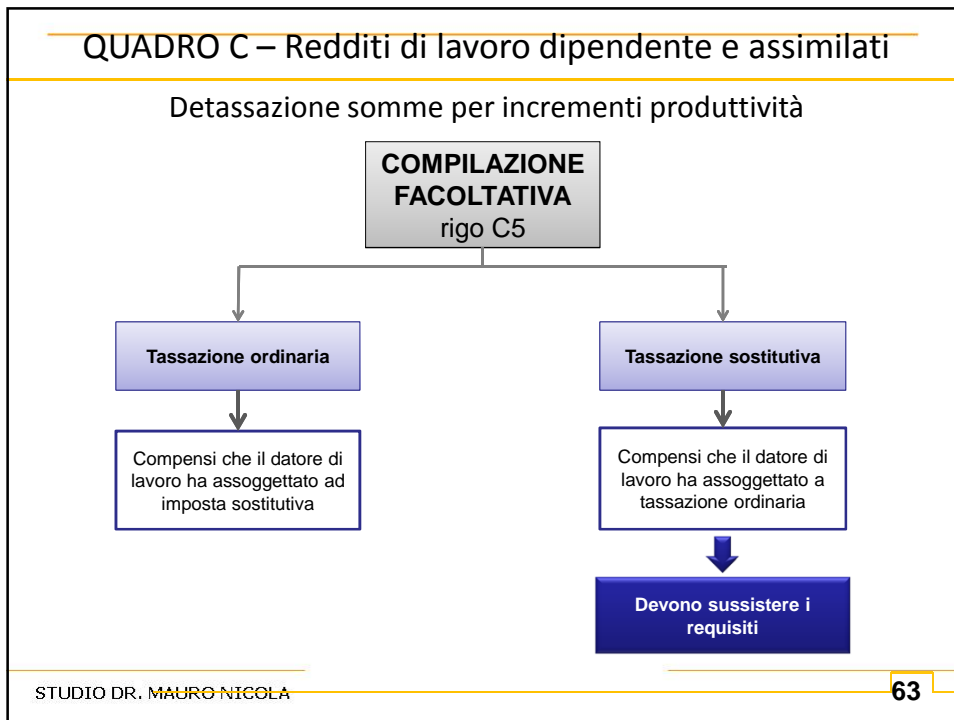 QUADRO C – Redditi di lavoro dipendente e assimilati
Detassazione somme per incrementi produttività
COMPILAZIONE
FACOLTATIVA
rigo C5
Tassazione ordinaria
Compensi che il datore di
lavoro ha assoggettato ad
imposta sostitutiva
Tassazione sostitutiva
Compensi che il datore di
lavoro ha assoggettato a
tassazione ordinaria
Devono sussistere i
requisiti
STUDIO DR. MAURO NICOLA
63